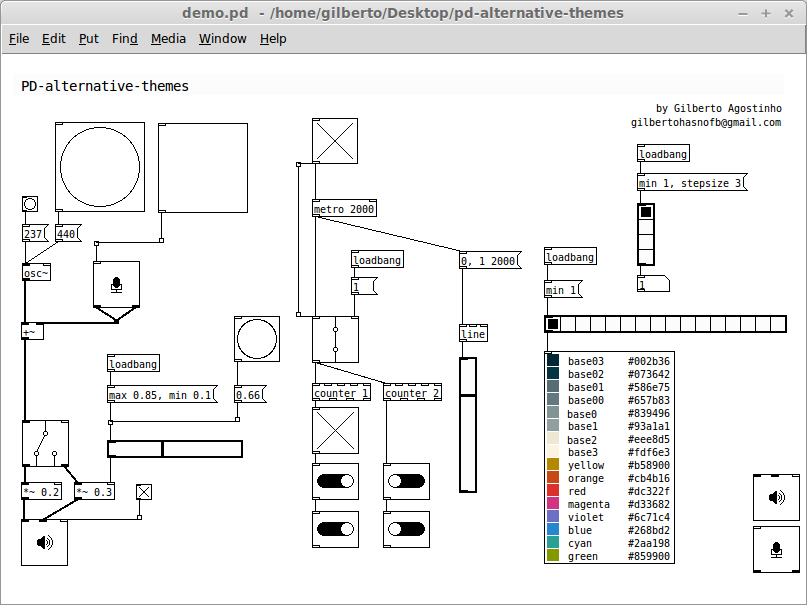 demo.pd - /home/gilberto/Desktop/pd-alternative-themes
File Edit Put Find Media Window Help
PD-alternative-themes
by Gilberto Agostinho
gilbertohasnofb@gmail.com
loadbang
min 1, stepsize 3
1
237
440
osc~
+~
metro 2000
loadbang
1
0, 1 2000
line
loadbang
min 1
loadbang
max 0.85, min 0.1
0.66
counter 1
counter 2
*~ 0.2
*~ 0.3
base03 #002b36
base02 #073642
base01 #586e75
base00 #657b83
base0 #839496
base1 #93a1a1
base2 #eee8d5
base3 #fdf6e3
yellow #b58900
orange #cb4b16
red #dc322f
magenta #d33682
violet #6c71c4
blue #268bd2
cyan #2aa198
green #859900